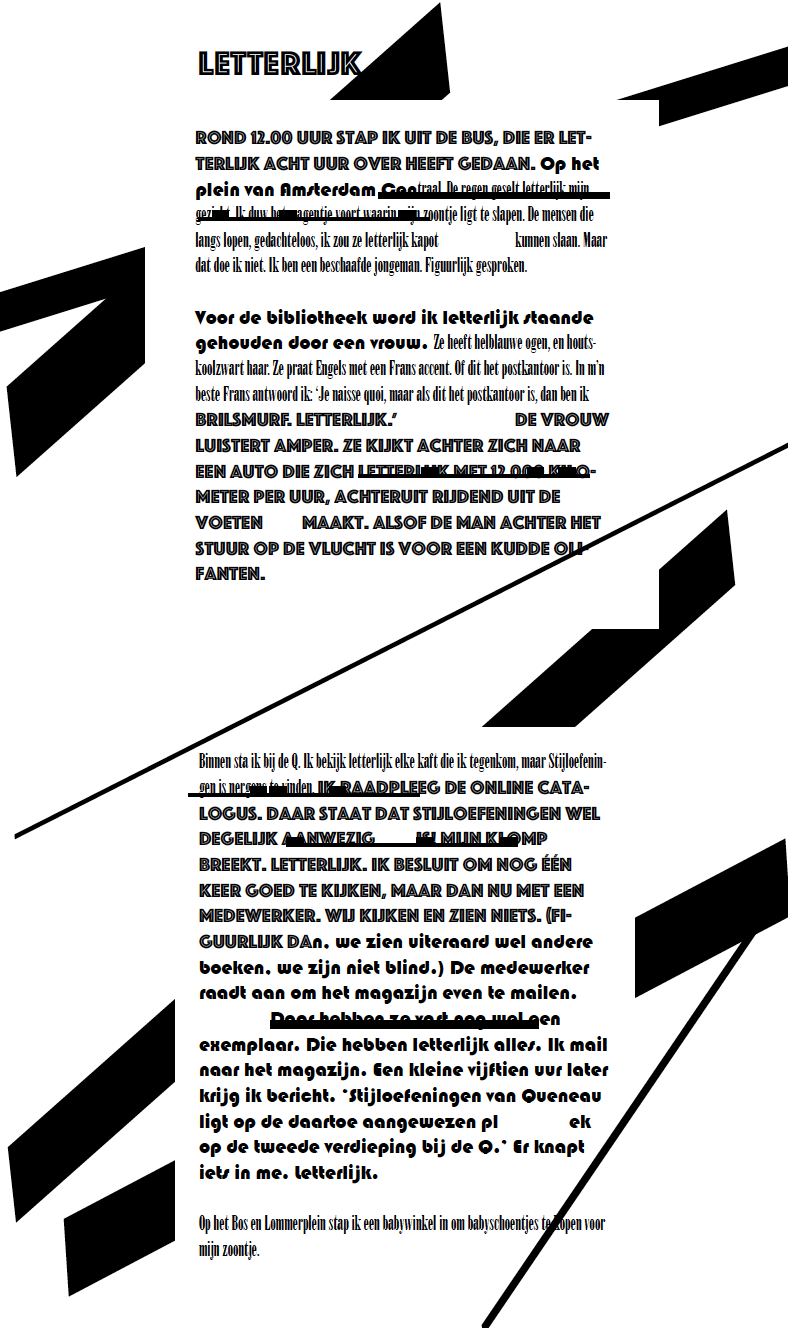 LETTERLIJK
ROND 12.00 UUR STAP IK UIT DE BUS, DIE ER LET-
TERLIJK ACHT UUR OVER HEEFT GEDAAN. Op het
plein van Amsterdam Centraal. De regen geselt letterlijk mijn
gezicht. Ik duw het wagentje voort waarin mijn zoontje ligt te slapen. De mensen die
langs lopen, gedachteloos, ik zou ze letterlijk kapot kunnen slaan. Maar
dat doe ik niet. Ik ben een beschaafde jongeman. Figuurlijk gesproken.
Voor de bibliotheek word ik letterlijk staande
gehouden door een vrouw. Ze heeft helblauwe ogen, en houts-
koolzwart haar. Ze praat Engels met een Frans accent. Of dit het postkantoor is. In m'n
beste Frans antwoord ik: 'Je naisse quoi, maar als dit het postkantoor is, dan ben ik
BRILSMURF. LETTERLIJK.' DE VROUW
LUISTERT AMPER. ZE KIJKT ACHTER ZICH NAAR
EEN AUTO DIE ZICH LETTERLIJK MET 12.000 KILO-
METER PER UUR, ACHTERUIT RIJDEND UIT DE
VOETEN MAAKT. ALSOF DE MAN ACHTER HET
STUUR OP DE VLUCHT IS VOOR EEN KUDDE OLI-
FANTEN.
Binnen sta ik bij de Q. Ik bekijk letterlijk elke kaft die ik tegenkom, maar Stijloefenin-
gen is nergens te vinden. IK RAADPLEEG DE ONLINE CATA-
LOGUS. DAAR STAAT DAT STIJLOEFENINGEN WEL
DEGELIJK AANWEZIG IS! MIJN KLOMP
BREEKT. LETTERLIJK. IK BESLUIT OM NOG ÉÉN
KEER GOED TE KIJKEN, MAAR DAN NU MET EEN
MEDEWERKER. WIJ KIJKEN EN ZIEN NIETS. (FI-
GUURLIJK DAn, we zien uiteraard wel andere
boeken, we zijn niet blind.) De medewerker
raadt aan om het magazijn even te mailen.
Daar hebben ze vast nog wel een
exemplaar. Die hebben letterlijk alles. Ik mail
naar het magazijn. Een kleine vijftien uur later
krijg ik bericht. 'Stijloefeningen van Queneau
ligt op de daartoe aangewezen pl ek
op de tweede verdieping bij de Q.' Er knapt
iets in me. Letterlijk.
Op het Bos en Lommerplein stap ik een babywinkel in om babyschoentjes te kopen voor
mijn zoontje.